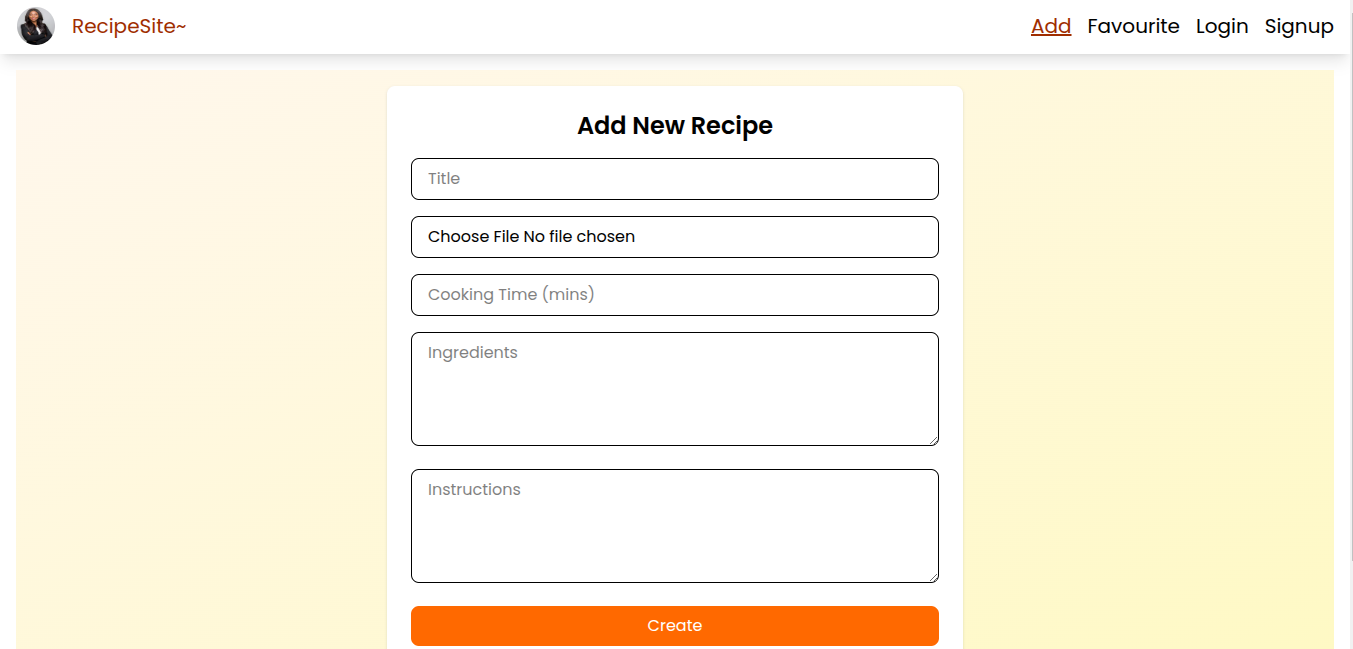 RecipeSite~ Add Favourite Login Signup
Add New Recipe
Title
Choose File No file chosen
Cooking Time (mins)
Ingredients
Instructions
Create